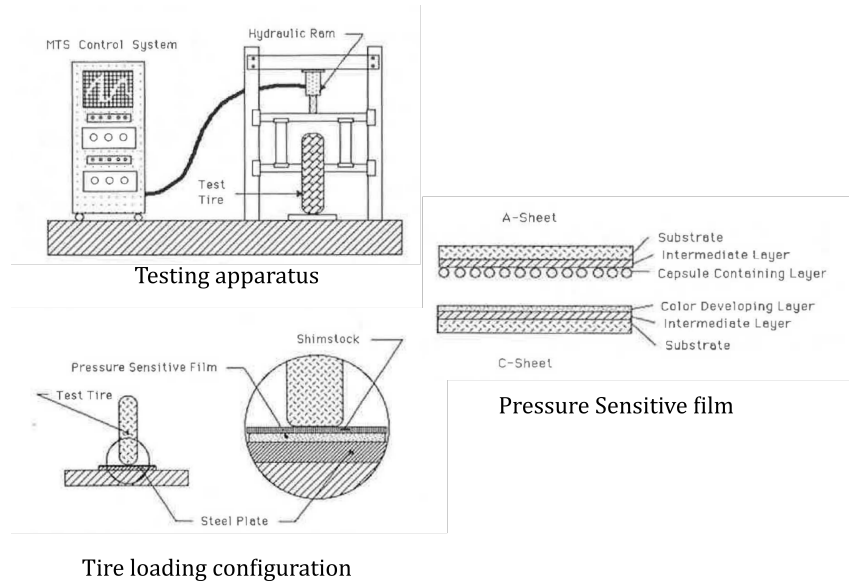 Hydraulic Ram
MTS Control System
Test
Tire
Testing apparatus
A-Sheet
Substrate
Intermediate Layer
Capsule Containing Layer
Color Developing Layer
Intermediate Layer
Substrate
C-Sheet
Pressure Sensitive film
Shimstock
Pressure Sensitive Film
Test Tire
Steel Plate
Tire loading configuration